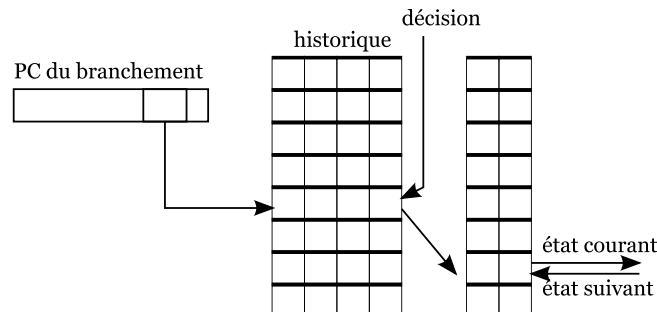 décision
historique
PC du branchement
état courant
état suivant